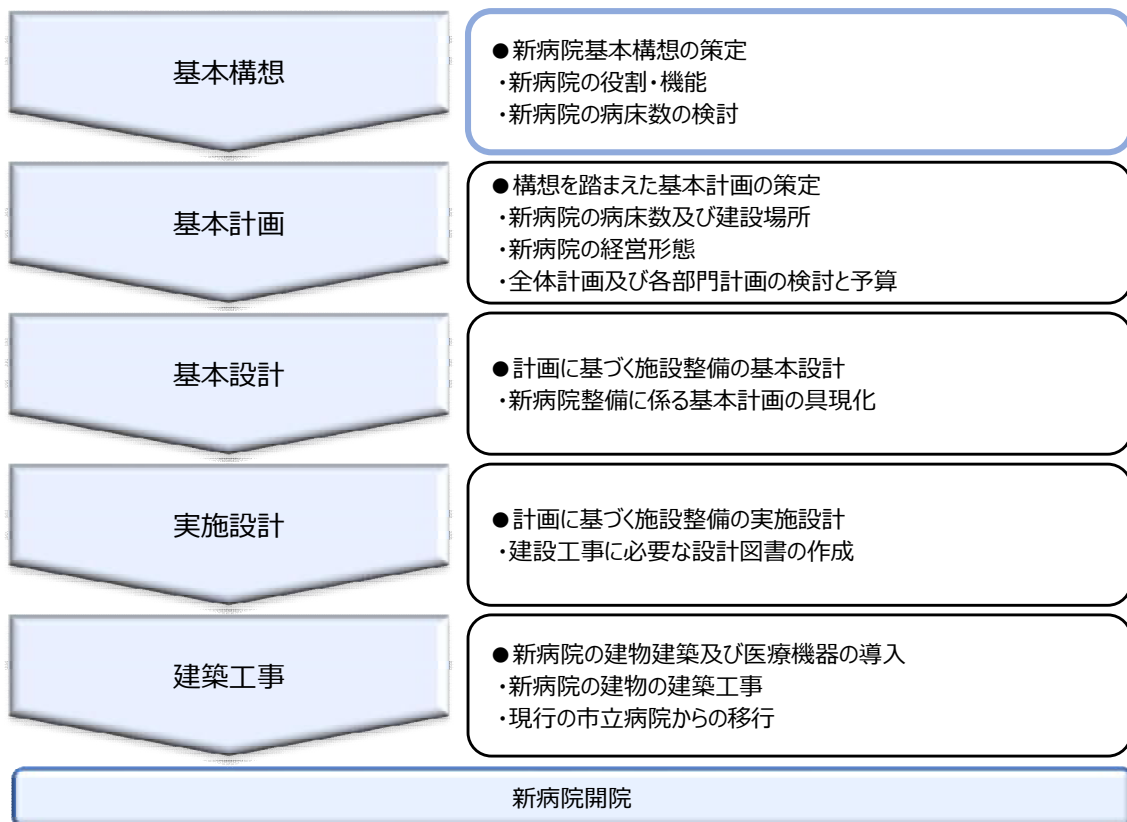 基本構想
●新病院基本構想の策定
・新病院の役割・機能
・新病院の病床数の検討
基本計画
●構想を踏まえた基本計画の策定
・新病院の病床数及び建設場所
・新病院の経営形態
・全体計画及び各部門計画の検討と予算
基本設計
●計画に基づく施設整備の基本設計
・新病院整備に係る基本計画の具現化
実施設計
●計画に基づく施設整備の実施設計
・建設工事に必要な設計図書の作成
建築工事
●新病院の建物建築及び医療機器の導入
・新病院の建物の建築工事
・現行の市立病院からの移行
新病院開院